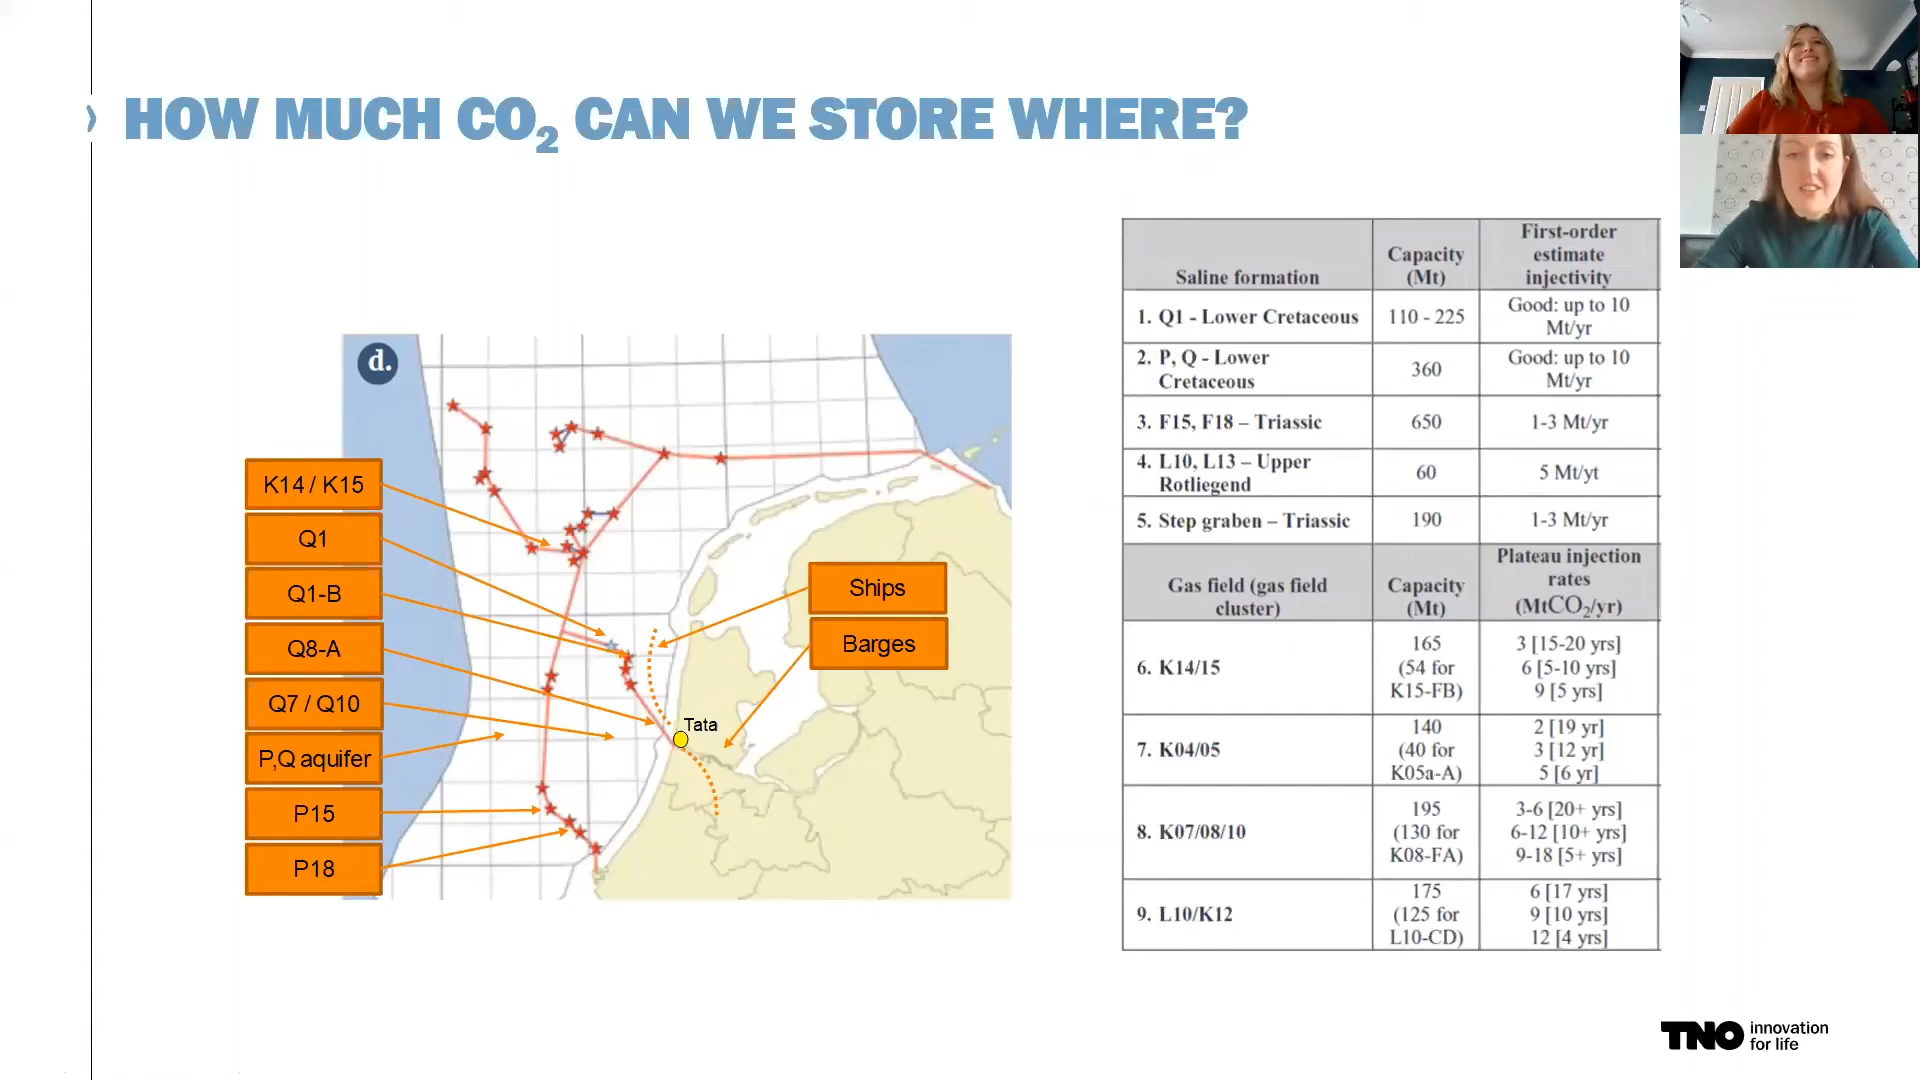 HOW MUCH CO2 CAN WE STORE WHERE?
d.
K14 / K15
Q1
Q1-B
Q8-A
Q7 / Q10
P,Q aquifer
P15
P18
Ships
Barges
Tata
Saline formation
Capacity
(Mt)
First-order
estimate
injectivity
1. Q1 - Lower Cretaceous
110 - 225
Good: up to 10
Mt/yr
2. P, Q - Lower
Cretaceous
360
Good: up to 10
Mt/yr
3. F15, F18 – Triassic
650
1-3 Mt/yr
4. L10, L13 – Upper
Rotliegend
60
5 Mt/yt
5. Step graben – Triassic
190
1-3 Mt/yr
Gas field (gas field
cluster)
Capacity
(Mt)
Plateau injection
rates
(MtCO2/yr)
6. K14/15
165
(54 for
K15-FB)
3 [15-20 yrs]
6 [5-10 yrs]
9 [5 yrs]
7. K04/05
140
(40 for
K05a-A)
2 [19 yr]
3 [12 yr]
5 [6 yr]
8. K07/08/10
195
(130 for
K08-FA)
3-6 [20+ yrs]
6-12 [10+ yrs]
9-18 [5+ yrs]
9. L10/K12
175
(125 for
L10-CD)
6 [17 yrs]
9 [10 yrs]
12 [4 yrs]
TNO innovation
for life